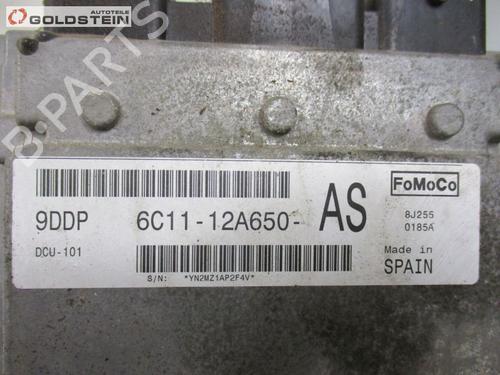 Autoteile
GOLDSTEIN
B-PARTS
FoMoCo
9DDP 6C11-12A650- AS
8J255
0185A
DCU-101
Made in
SPAIN
S/N: *YN2MZ1AP2F4V*